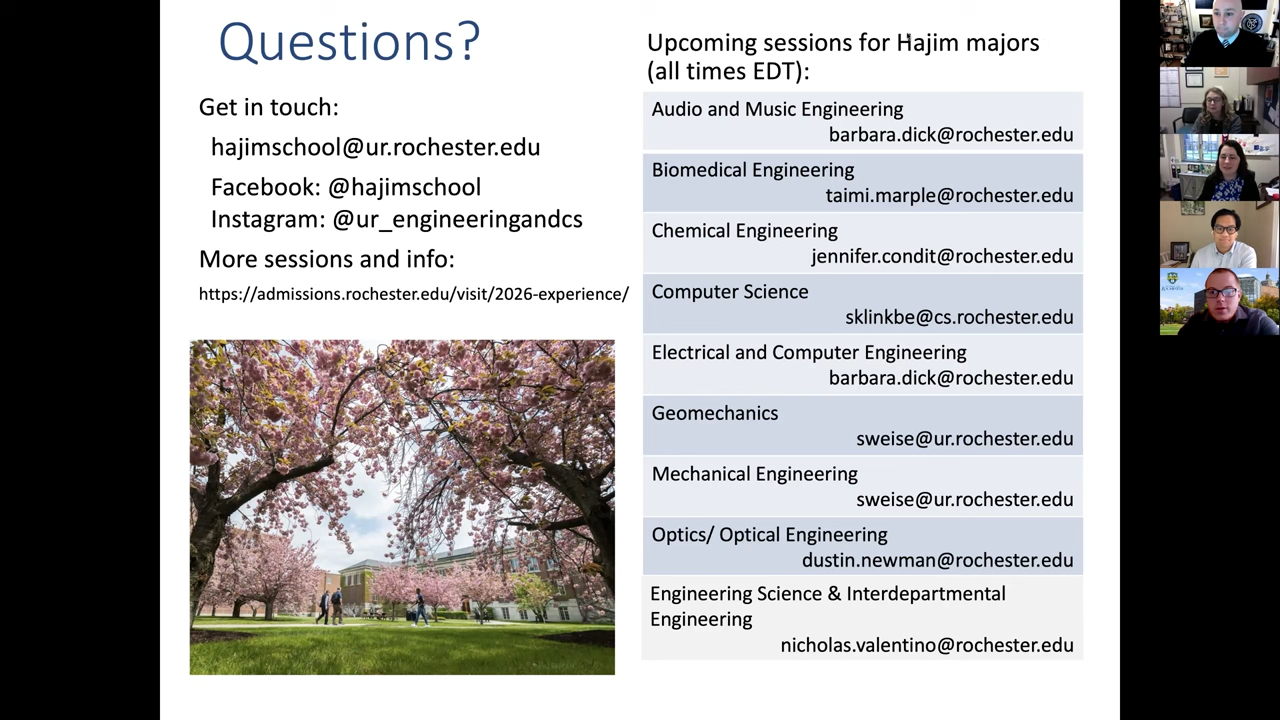 Questions?
Get in touch:
hajimschool@ur.rochester.edu
Facebook: @hajimschool
Instagram: @ur_engineeringandcs
More sessions and info:
https://admissions.rochester.edu/visit/2026-experience/
Upcoming sessions for Hajim majors
(all times EDT):
Audio and Music Engineering
barbara.dick@rochester.edu
Biomedical Engineering
taimi.marple@rochester.edu
Chemical Engineering
jennifer.condit@rochester.edu
Computer Science
sklinkbe@cs.rochester.edu
Electrical and Computer Engineering
barbara.dick@rochester.edu
Geomechanics
sweise@ur.rochester.edu
Mechanical Engineering
sweise@ur.rochester.edu
Optics/ Optical Engineering
dustin.newman@rochester.edu
Engineering Science & Interdepartmental
Engineering
nicholas.valentino@rochester.edu